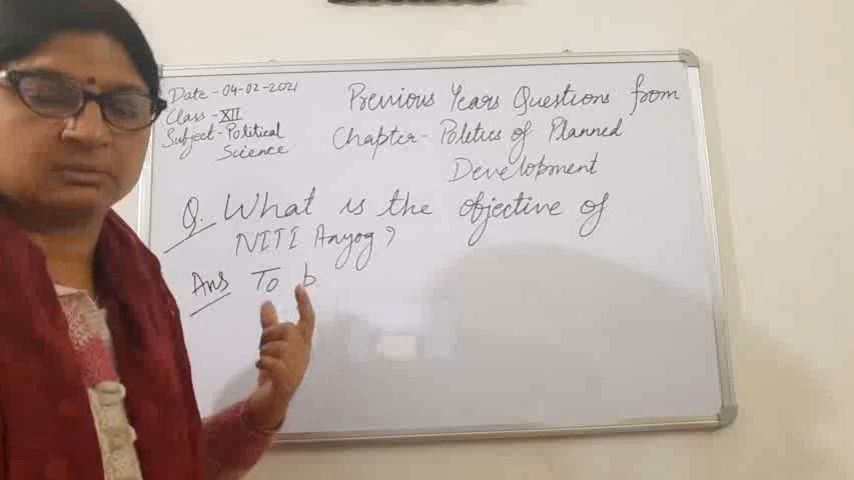 Date - 04-02-2021
Class - XII
Subject - Political
Science
Previous Years Questions from
Chapter - Politics of Planned
Development
Q. What is the objective of
NITI Aayog?
Ans To b